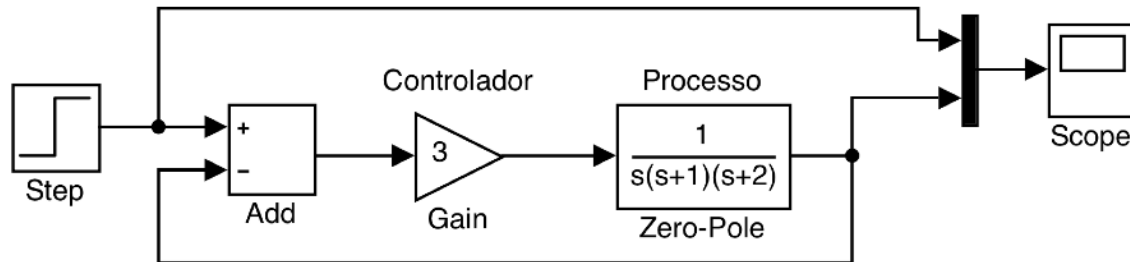 Controlador
Processo
+
−
3
1
s(s+1)(s+2)
Step
Add
Gain
Zero-Pole
Scope